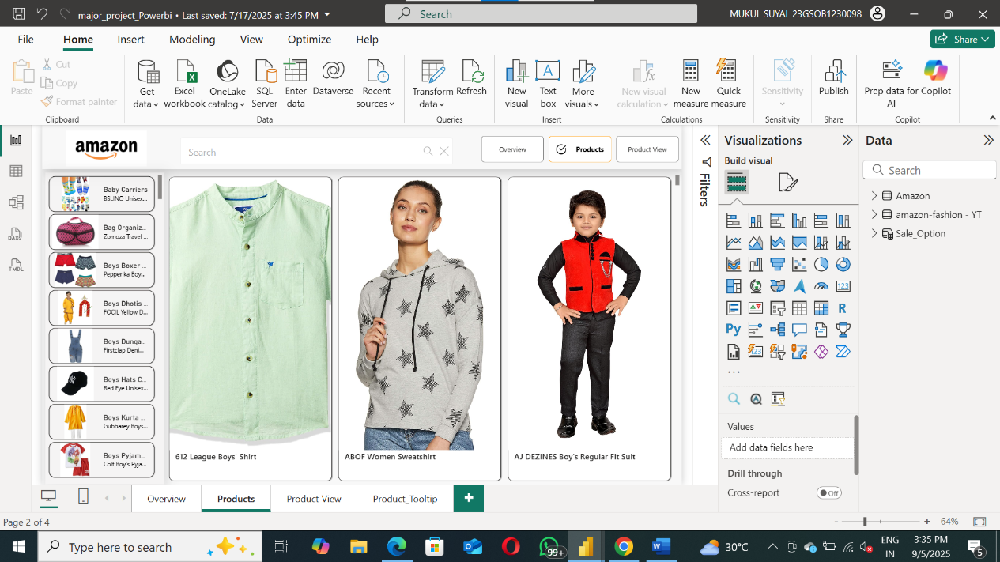 major_project_Powerbi • Last saved: 7/17/2025 at 3:45 PM
Search
MUKUL SUYAL 23GSOB1230098
File Home Insert Modeling View Optimize Help
Share
Paste
Cut
Copy
Format painter
Clipboard
Get data
Excel workbook
OneLake catalog
SQL Server
Enter data
Dataverse
Recent sources
Data
Transform data
Refresh
Queries
New visual
Text box
More visuals
Insert
New visual calculation
New measure
Quick measure
Calculations
Sensitivity
Sensitivity
Publish
Share
Prep data for AI
Copilot
Copilot
amazon
Search
Overview
Products
Product View
Baby Carriers
BSLINO Unisex...
Bag Organiz...
Zomoza Travel ...
Boys Boxer ...
Pepperika Boy...
Boys Dhotis ...
FOCIL Yellow D...
Boys Dunga...
Firstclap Deni...
Boys Hats C...
Red Eye Unisex...
Boys Kurta ...
Gubbarey Boys...
Boys Pyjam...
Colt Boy's Pyja...
612 League Boys' Shirt
ABOF Women Sweatshirt
AJ DEZINES Boy's Regular Fit Suit
Filters
Visualizations
Build visual
123
R
Py
123
...
Values
Add data fields here
Drill through
Cross-report
Off
Data
Search
Amazon
amazon-fashion - YT
Sale_Option
DAX
TMDL
Overview
Products
Product View
Product_Tooltip
+
Page 2 of 4
- + 64%
Type here to search
99+
30°C
ENG
IN
3:35 PM
9/5/2025
5